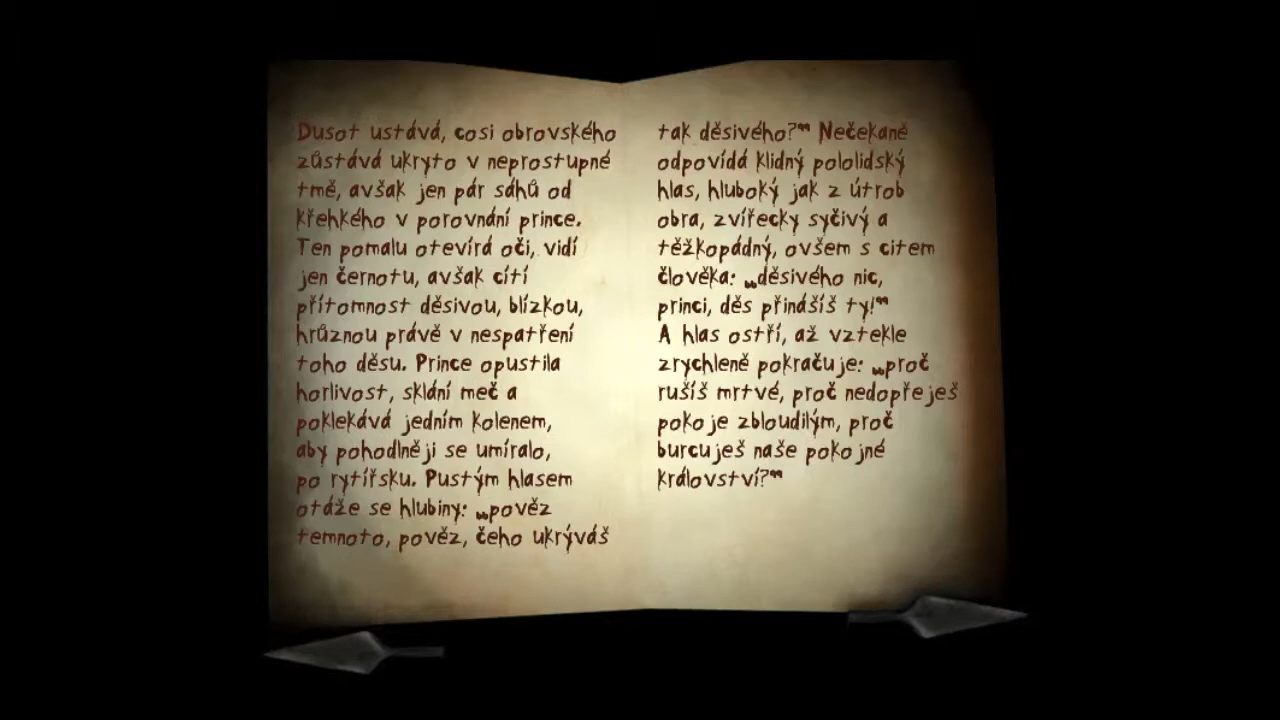 Dusot ustává, cosi obrovského
zůstává ukryto v neprostupné
tmě, avšak jen pár sáhů od
křehkého v porovnání prince.
Ten pomalu otevírá oči, vidí
jen černotu, avšak cítí
přítomnost děsivou, blízkou,
hrůznou právě v nespatření
toho děsu. Prince opustila
horlivost, sklání meč a
poklekává jedním kolenem,
aby pohodlněji se umíralo,
po rytířsku. Pustým hlasem
otáže se hlubiny: „pověz
temnoto, pověz, čeho ukrýváš
tak děsivého?" Nečekaně
odpovídá klidný pololidský
hlas, hluboký jak z útrob
obra, zvířecky syčivý a
těžkopádný, ovšem s citem
člověka: „děsivého nic,
princi, děs přinášíš ty!"
A hlas ostří, až vztekle
zrychleně pokračuje: „proč
rušíš mrtvé, proč nedopřeješ
pokoje zbloudilým, proč
burcuješ naše pokojné
království?"